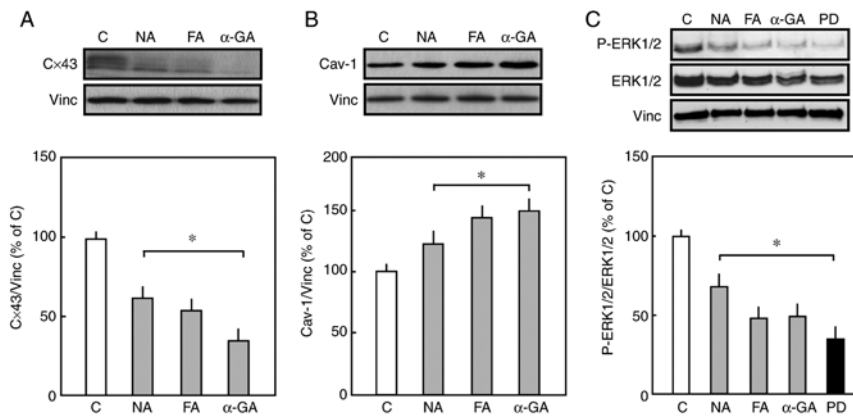 A
C NA FA α-GA
C×43
Vinc
150
100
50
0
C×43/Vinc (% of C)
*
C NA FA α-GA
B
C NA FA α-GA
Cav-1
Vinc
200
150
100
50
0
Cav-1/Vinc (% of C)
*
C NA FA α-GA
C
C NA FA α-GA PD
P-ERK1/2
ERK1/2
Vinc
150
100
50
0
P-ERK1/2/ERK1/2 (% of C)
*
C NA FA α-GA PD